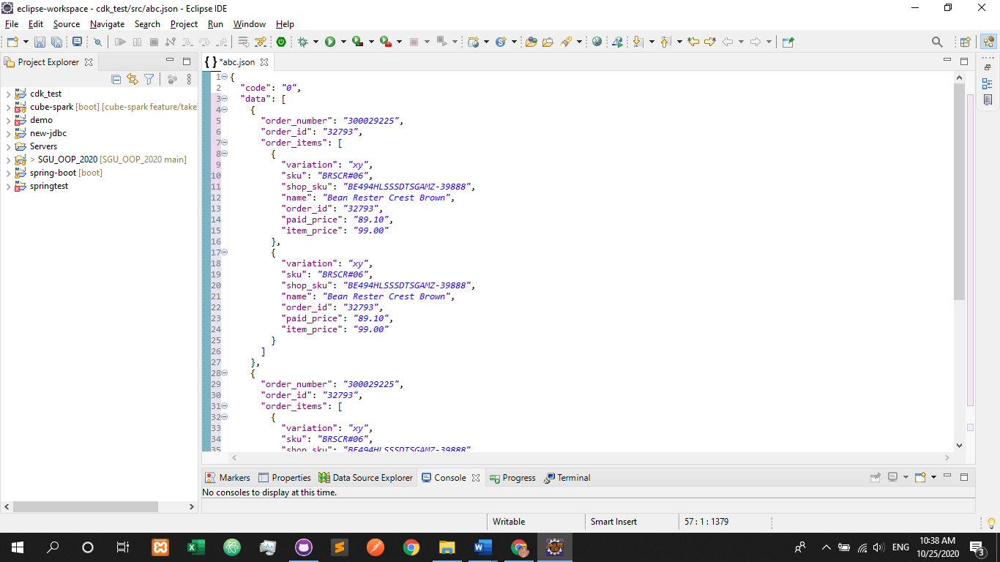 eclipse-workspace - cdk_test/src/abc.json - Eclipse IDE
File Edit Source Navigate Search Project Run Window Help
Project Explorer
cdk_test
cube-spark [boot] [cube-spark feature/take
demo
new-jdbc
Servers
> SGU_OOP_2020 [SGU_OOP_2020 main]
spring-boot [boot]
springtest
{ } *abc.json
1 {
2 "code": "0",
3 "data": [
4 {
5 "order_number": "300029225",
6 "order_id": "32793",
7 "order_items": [
8 {
9 "variation": "xy",
10 "sku": "BRSCR#06",
11 "shop_sku": "BE494HLSSSDTSGAMZ-39888",
12 "name": "Bean Rester Crest Brown",
13 "order_id": "32793",
14 "paid_price": "89.10",
15 "item_price": "99.00"
16 },
17 {
18 "variation": "xy",
19 "sku": "BRSCR#06",
20 "shop_sku": "BE494HLSSSDTSGAMZ-39888",
21 "name": "Bean Rester Crest Brown",
22 "order_id": "32793",
23 "paid_price": "89.10",
24 "item_price": "99.00"
25 }
26 ]
27 },
28 {
29 "order_number": "300029225",
30 "order_id": "32793",
31 "order_items": [
32 {
33 "variation": "xy",
34 "sku": "BRSCR#06",
35 "shop_sku": "BE494HLSSSDTSGAMZ-39888"
Markers Properties Data Source Explorer Console Progress Terminal
No consoles to display at this time.
Writable Smart Insert 57 : 1 : 1379
ENG
10:38 AM
10/25/2020
3